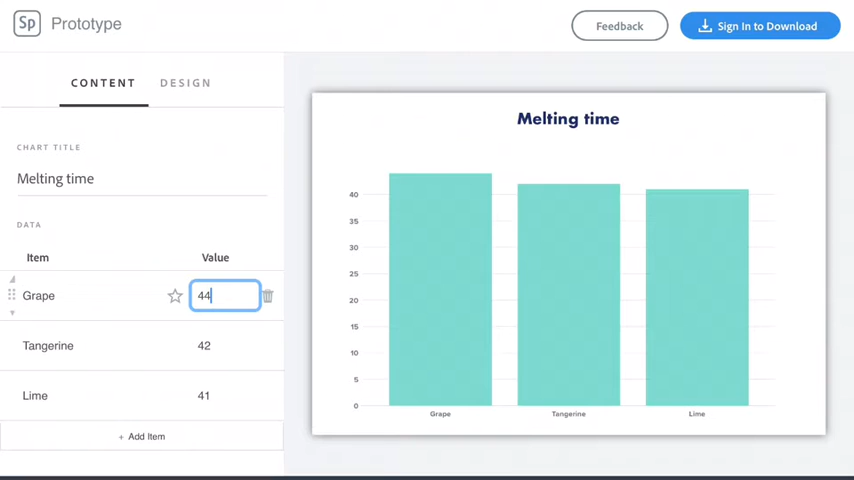 Sp Prototype
Feedback
Sign In to Download
CONTENT DESIGN
CHART TITLE
Melting time
DATA
Item Value
Grape 44
Tangerine 42
Lime 41
+ Add Item
Melting time
40
35
30
25
20
15
10
5
0
Grape Tangerine Lime